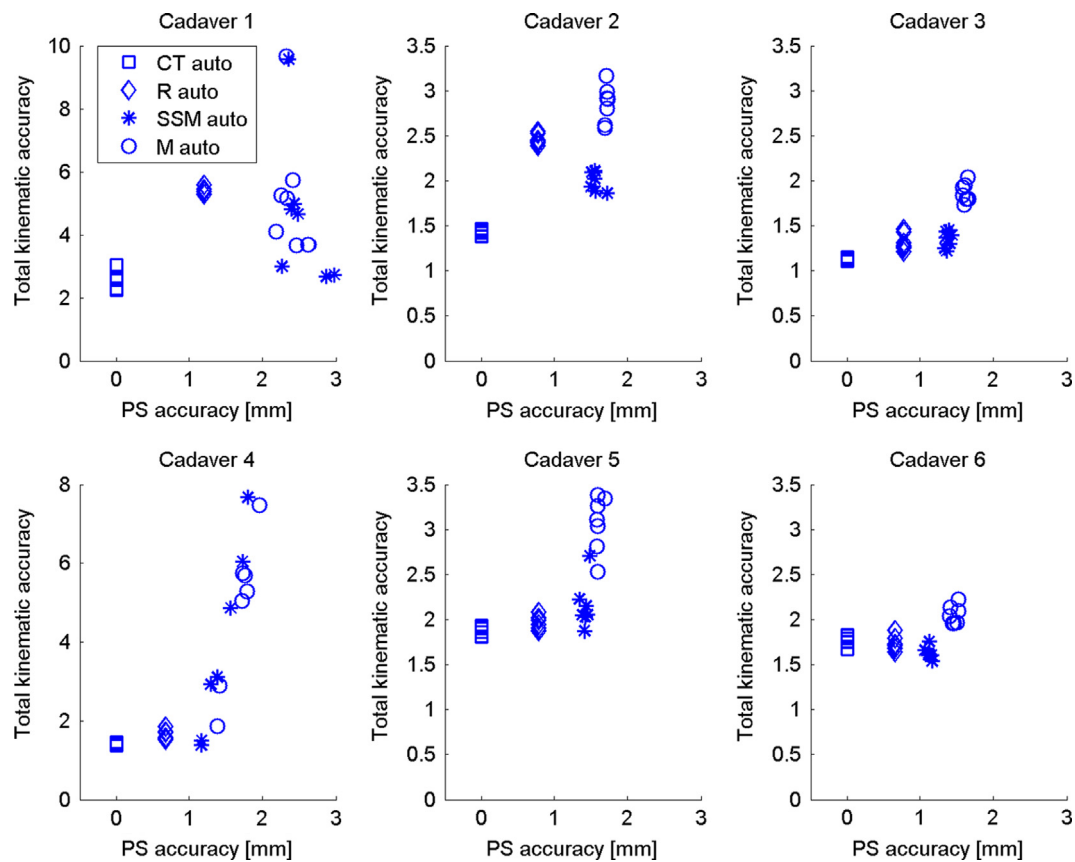 Cadaver 1
Total kinematic accuracy
10
8
6
4
2
0
CT auto
R auto
SSM auto
M auto
0 1 2 3
PS accuracy [mm]
Cadaver 2
Total kinematic accuracy
3.5
3
2.5
2
1.5
1
0.5
0
0 1 2 3
PS accuracy [mm]
Cadaver 3
Total kinematic accuracy
3.5
3
2.5
2
1.5
1
0.5
0
0 1 2 3
PS accuracy [mm]
Cadaver 4
Total kinematic accuracy
8
6
4
2
0
0 1 2 3
PS accuracy [mm]
Cadaver 5
Total kinematic accuracy
3.5
3
2.5
2
1.5
1
0.5
0
0 1 2 3
PS accuracy [mm]
Cadaver 6
Total kinematic accuracy
3.5
3
2.5
2
1.5
1
0.5
0
0 1 2 3
PS accuracy [mm]